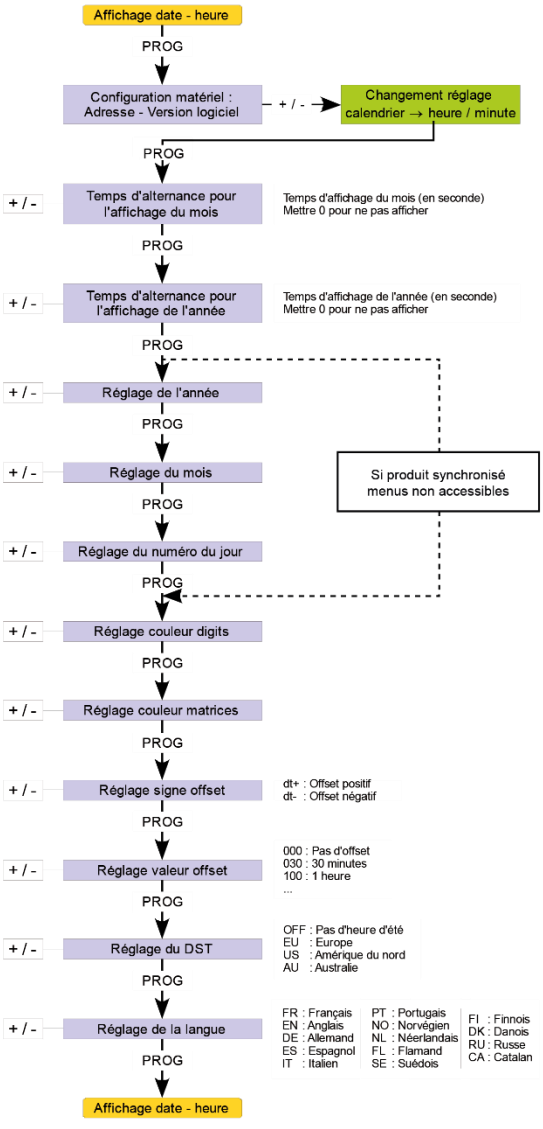 Affichage date - heure
PROG
Configuration matériel :
Adresse - Version logiciel
+ / -
Changement réglage
calendrier → heure / minute
PROG
+ / -
Temps d'alternance pour
l'affichage du mois
Temps d'affichage du mois (en seconde)
Mettre 0 pour ne pas afficher
PROG
+ / -
Temps d'alternance pour
l'affichage de l'année
Temps d'affichage de l'année (en seconde)
Mettre 0 pour ne pas afficher
PROG
+ / -
Réglage de l'année
PROG
+ / -
Réglage du mois
Si produit synchronisé
menus non accessibles
PROG
+ / -
Réglage du numéro du jour
PROG
+ / -
Réglage couleur digits
PROG
+ / -
Réglage couleur matrices
PROG
+ / -
Réglage signe offset
dt+ : Offset positif
dt- : Offset négatif
PROG
+ / -
Réglage valeur offset
000 : Pas d'offset
030 : 30 minutes
100 : 1 heure
...
PROG
+ / -
Réglage du DST
OFF : Pas d'heure d'été
EU : Europe
US : Amérique du nord
AU : Australie
PROG
+ / -
Réglage de la langue
FR : Français
EN : Anglais
DE : Allemand
ES : Espagnol
IT : Italien
PT : Portugais
NO : Norvégien
NL : Néerlandais
FL : Flamand
SE : Suédois
FI : Finnois
DK : Danois
RU : Russe
CA : Catalan
PROG
Affichage date - heure